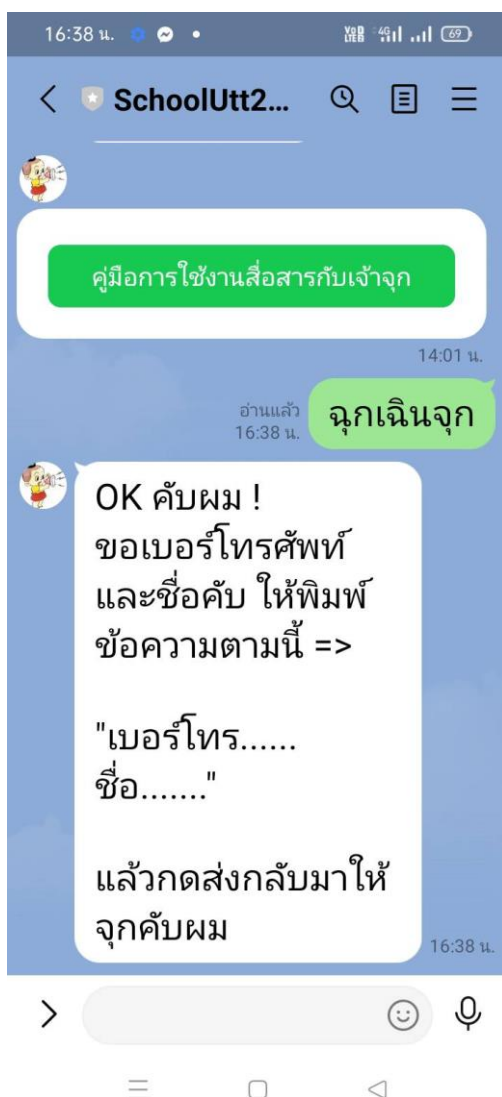 16:38 น.
VoD LTE 4G 69
SchoolUtt2...
คู่มือการใช้งานสื่อสารกับเจ้าจุก
14:01 น.
ฉุกเฉินจุก
อ่านแล้ว
16:38 น.
OK คับผม !
ขอเบอร์โทรศัพท์
และชื่อคับ ให้พิมพ์
ข้อความตามนี้ =>
"เบอร์โทร......
ชื่อ......."
แล้วกดส่งกลับมาให้
จุกคับผม
16:38 น.